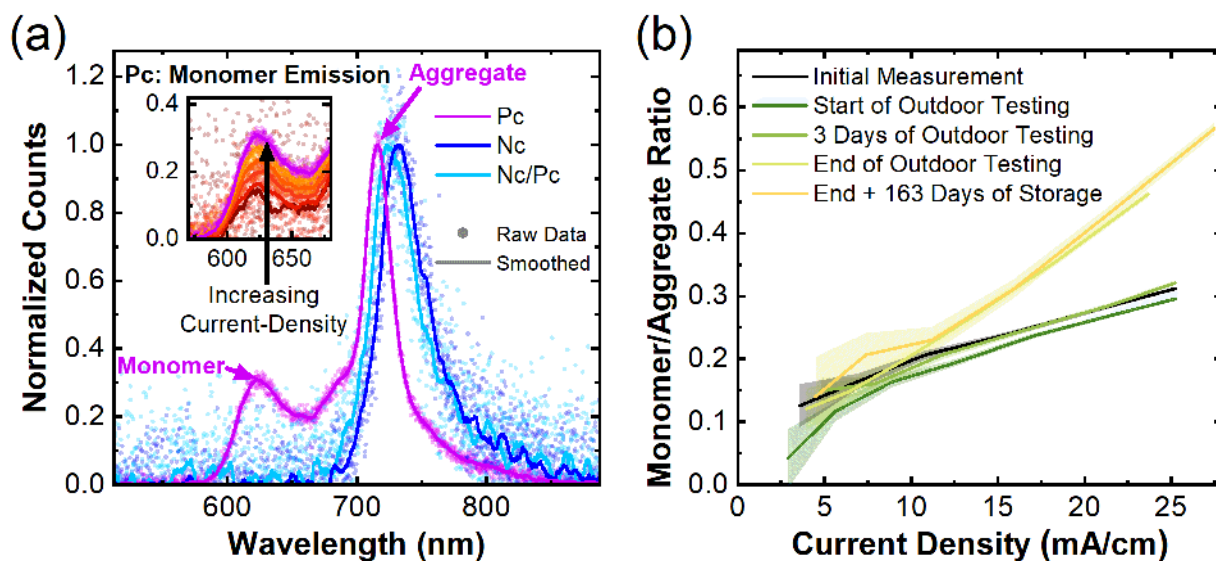 (a)
Pc: Monomer Emission
Aggregate
Pc
Nc
Nc/Pc
Raw Data
Smoothed
Increasing
Current-Density
Monomer
0.4
0.2
0.0
600 650
1.2
1.0
0.8
0.6
0.4
0.2
0.0
600 700 800
Normalized Counts
Wavelength (nm)
(b)
Initial Measurement
Start of Outdoor Testing
3 Days of Outdoor Testing
End of Outdoor Testing
End + 163 Days of Storage
0.6
0.5
0.4
0.3
0.2
0.1
0.0
0 5 10 15 20 25
Monomer/Aggregate Ratio
Current Density (mA/cm)